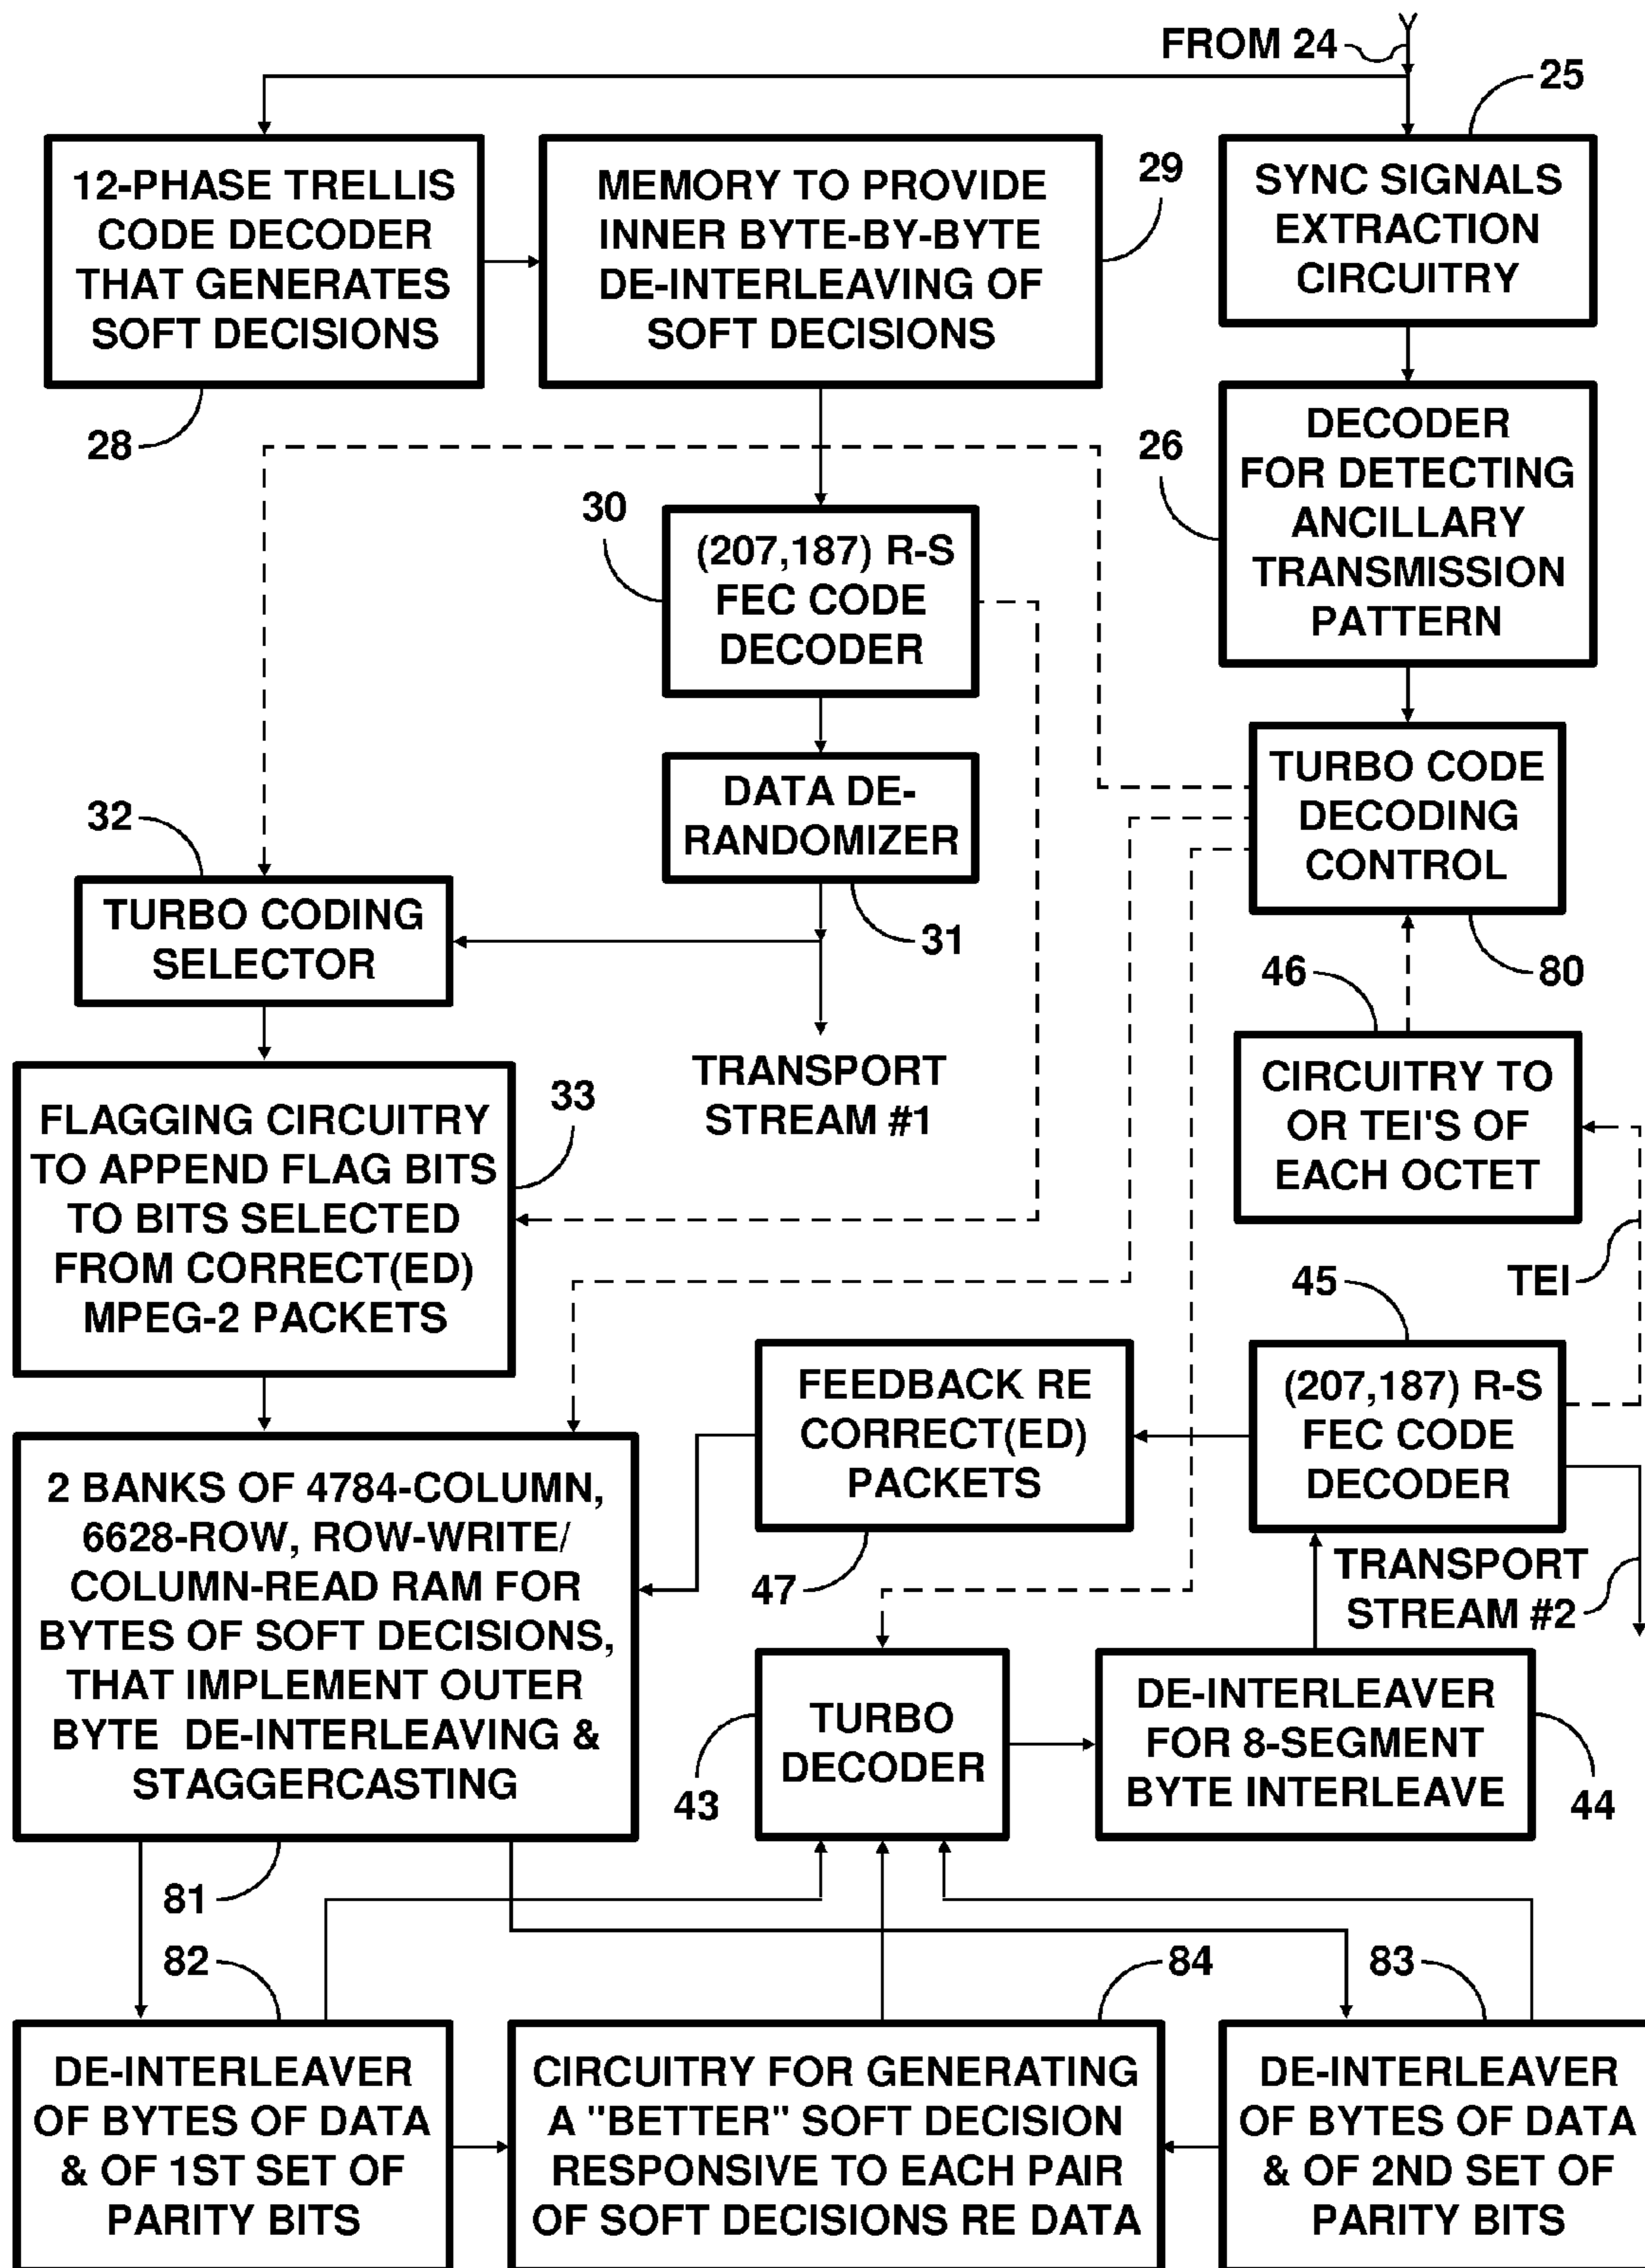 FROM 24
25
12-PHASE TRELLIS
CODE DECODER
THAT GENERATES
SOFT DECISIONS
28
MEMORY TO PROVIDE
INNER BYTE-BY-BYTE
DE-INTERLEAVING OF
SOFT DECISIONS
29
SYNC SIGNALS
EXTRACTION
CIRCUITRY
26
DECODER
FOR DETECTING
ANCILLARY
TRANSMISSION
PATTERN
30
(207,187) R-S
FEC CODE
DECODER
DATA DE-
RANDOMIZER
31
TURBO CODE
DECODING
CONTROL
80
32
TURBO CODING
SELECTOR
TRANSPORT
STREAM #1
46
CIRCUITRY TO
OR TEI'S OF
EACH OCTET
TEI
33
FLAGGING CIRCUITRY
TO APPEND FLAG BITS
TO BITS SELECTED
FROM CORRECT(ED)
MPEG-2 PACKETS
45
(207,187) R-S
FEC CODE
DECODER
FEEDBACK RE
CORRECT(ED)
PACKETS
47
TRANSPORT
STREAM #2
2 BANKS OF 4784-COLUMN,
6628-ROW, ROW-WRITE/
COLUMN-READ RAM FOR
BYTES OF SOFT DECISIONS,
THAT IMPLEMENT OUTER
BYTE DE-INTERLEAVING &
STAGGERCASTING
81
TURBO
DECODER
43
DE-INTERLEAVER
FOR 8-SEGMENT
BYTE INTERLEAVE
44
82
84
83
DE-INTERLEAVER
OF BYTES OF DATA
& OF 1ST SET OF
PARITY BITS
CIRCUITRY FOR GENERATING
A "BETTER" SOFT DECISION
RESPONSIVE TO EACH PAIR
OF SOFT DECISIONS RE DATA
DE-INTERLEAVER
OF BYTES OF DATA
& OF 2ND SET OF
PARITY BITS